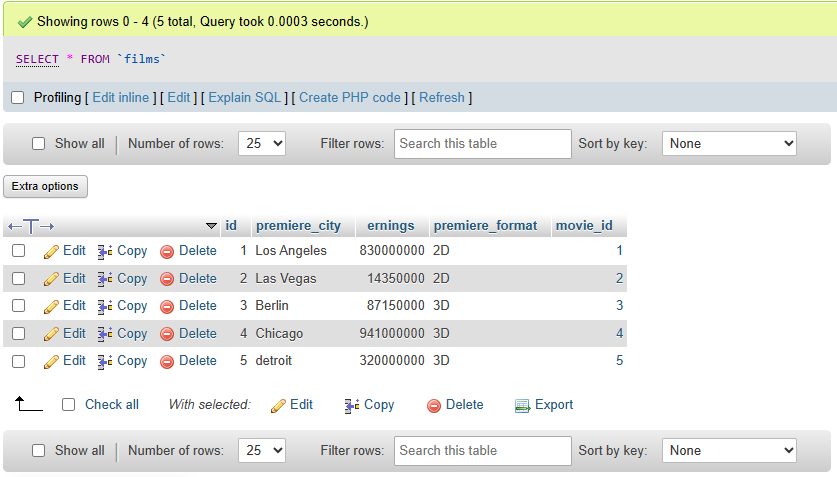 Showing rows 0 - 4 (5 total, Query took 0.0003 seconds.)
SELECT * FROM `films`
Profiling [ Edit inline ] [ Edit ] [ Explain SQL ] [ Create PHP code ] [ Refresh ]
Show all Number of rows: 25 Filter rows: Search this table Sort by key: None
Extra options
id premiere_city ernings premiere_format movie_id
Edit Copy Delete 1 Los Angeles 830000000 2D 1
Edit Copy Delete 2 Las Vegas 14350000 2D 2
Edit Copy Delete 3 Berlin 87150000 3D 3
Edit Copy Delete 4 Chicago 941000000 3D 4
Edit Copy Delete 5 detroit 320000000 3D 5
Check all With selected: Edit Copy Delete Export
Show all Number of rows: 25 Filter rows: Search this table Sort by key: None